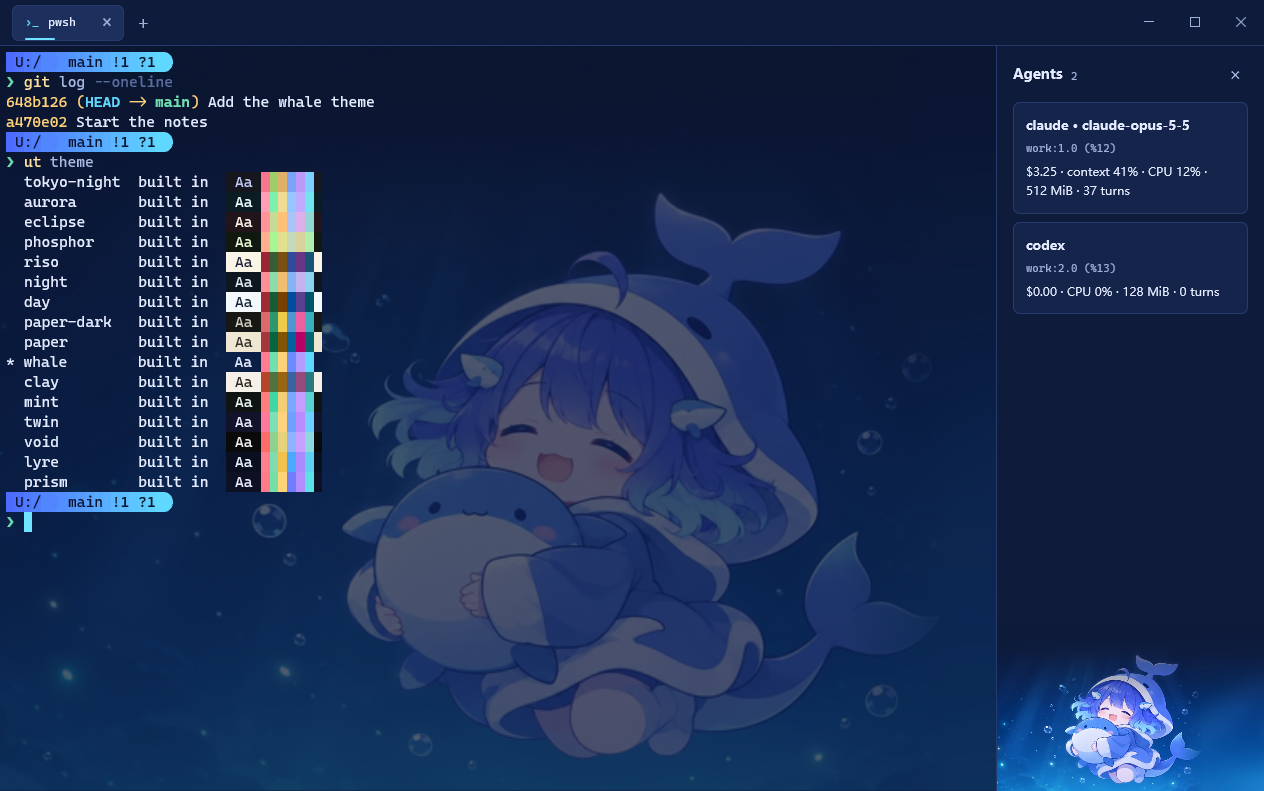 pwsh
U:/ main !1 ?1
❯ git log --oneline
648b126 (HEAD -> main) Add the whale theme
a470e02 Start the notes
U:/ main !1 ?1
❯ ut theme
tokyo-night built in Aa
aurora built in Aa
eclipse built in Aa
phosphor built in Aa
riso built in Aa
night built in Aa
day built in Aa
paper-dark built in Aa
paper built in Aa
* whale built in Aa
clay built in Aa
mint built in Aa
twin built in Aa
void built in Aa
lyre built in Aa
prism built in Aa
U:/ main !1 ?1
❯
Agents 2
claude • claude-opus-5-5
work:1.0 (%12)
$3.25 · context 41% · CPU 12% ·
512 MiB · 37 turns
codex
work:2.0 (%13)
$0.00 · CPU 0% · 128 MiB · 0 turns